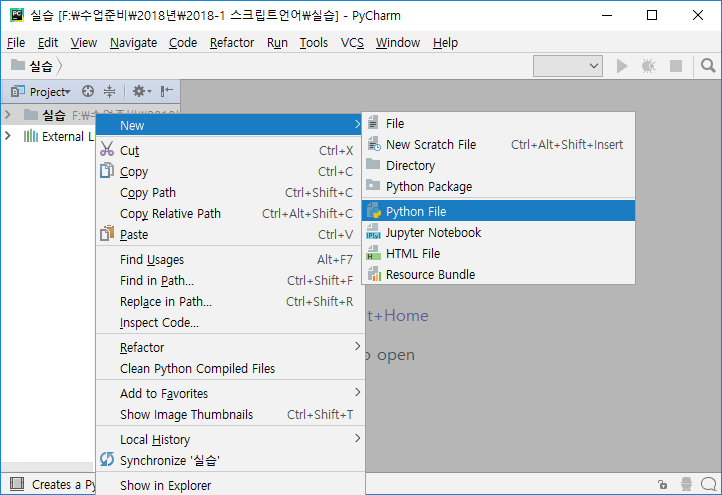 실습 [F:₩수업준비₩2018년₩2018-1 스크립트언어₩실습] - PyCharm
File Edit View Navigate Code Refactor Run Tools VCS Window Help
실습
Project
실습 F:₩수업준비₩2018년
External L
New
Cut Ctrl+X
Copy Ctrl+C
Copy Path Ctrl+Shift+C
Copy Relative Path Ctrl+Alt+Shift+C
Paste Ctrl+V
Find Usages Alt+F7
Find in Path... Ctrl+Shift+F
Replace in Path... Ctrl+Shift+R
Inspect Code...
Refactor
Clean Python Compiled Files
Add to Favorites
Show Image Thumbnails Ctrl+Shift+T
Local History
Synchronize '실습'
Show in Explorer
File
New Scratch File Ctrl+Alt+Shift+Insert
Directory
Python Package
Python File
Jupyter Notebook
HTML File
Resource Bundle
t+Home
o open
Creates a Py